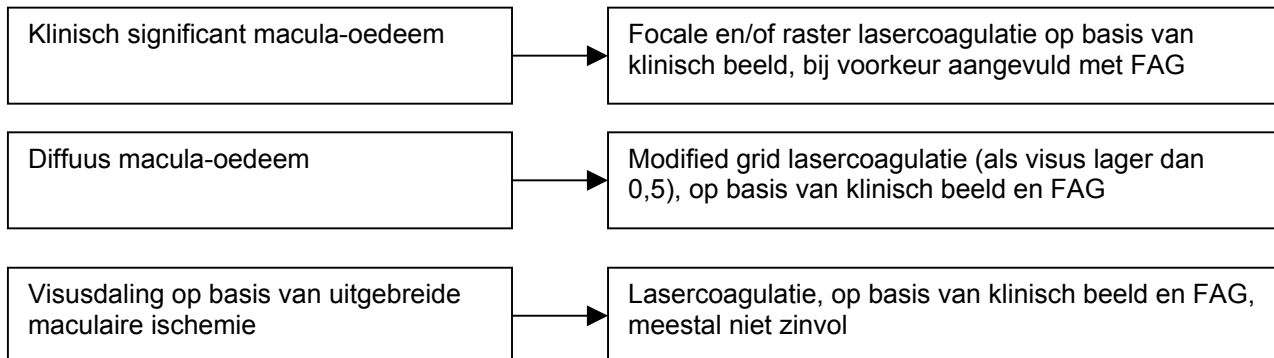 Klinisch significant macula-oedeem
Focale en/of raster lasercoagulatie op basis van
klinisch beeld, bij voorkeur aangevuld met FAG
Diffuus macula-oedeem
Modified grid lasercoagulatie (als visus lager dan
0,5), op basis van klinisch beeld en FAG
Visusdaling op basis van uitgebreide
maculaire ischemie
Lasercoagulatie, op basis van klinisch beeld en FAG,
meestal niet zinvol